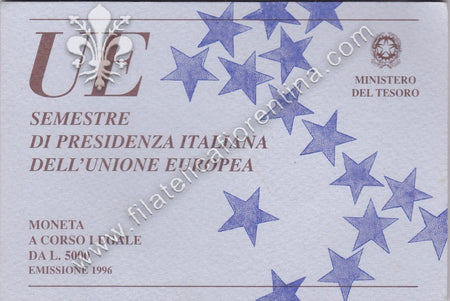 UE
MINISTERO
DEL TESORO
SEMESTRE
DI PRESIDENZA ITALIANA
DELL'UNIONE EUROPEA
MONETA
A CORSO LEGALE
DA L. 5000
EMISSIONE 1996
www.filateliafiorentina.com